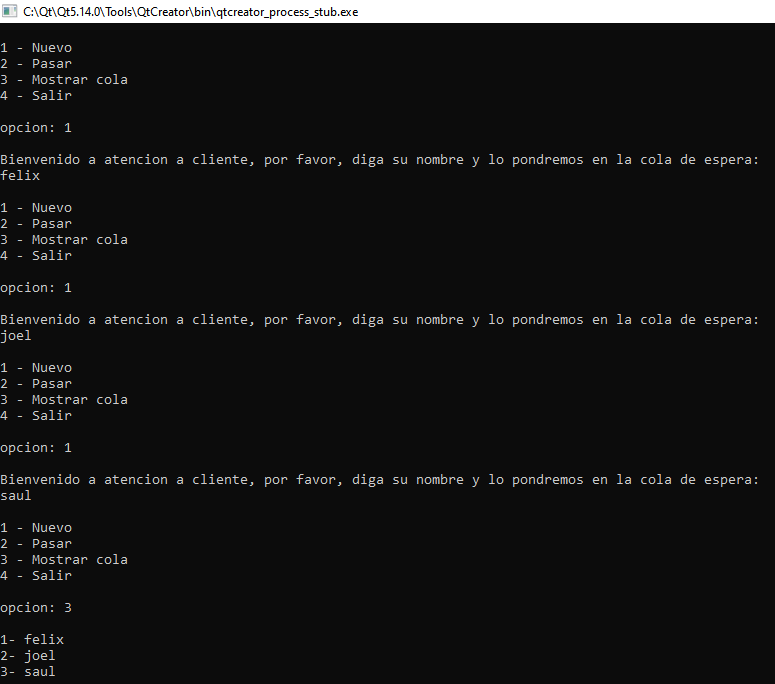 C:\Qt\Qt5.14.0\Tools\QtCreator\bin\qtcreator_process_stub.exe
1 - Nuevo
2 - Pasar
3 - Mostrar cola
4 - Salir
opcion: 1
Bienvenido a atencion a cliente, por favor, diga su nombre y lo pondremos en la cola de espera:
felix
1 - Nuevo
2 - Pasar
3 - Mostrar cola
4 - Salir
opcion: 1
Bienvenido a atencion a cliente, por favor, diga su nombre y lo pondremos en la cola de espera:
joel
1 - Nuevo
2 - Pasar
3 - Mostrar cola
4 - Salir
opcion: 1
Bienvenido a atencion a cliente, por favor, diga su nombre y lo pondremos en la cola de espera:
saul
1 - Nuevo
2 - Pasar
3 - Mostrar cola
4 - Salir
opcion: 3
1- felix
2- joel
3- saul